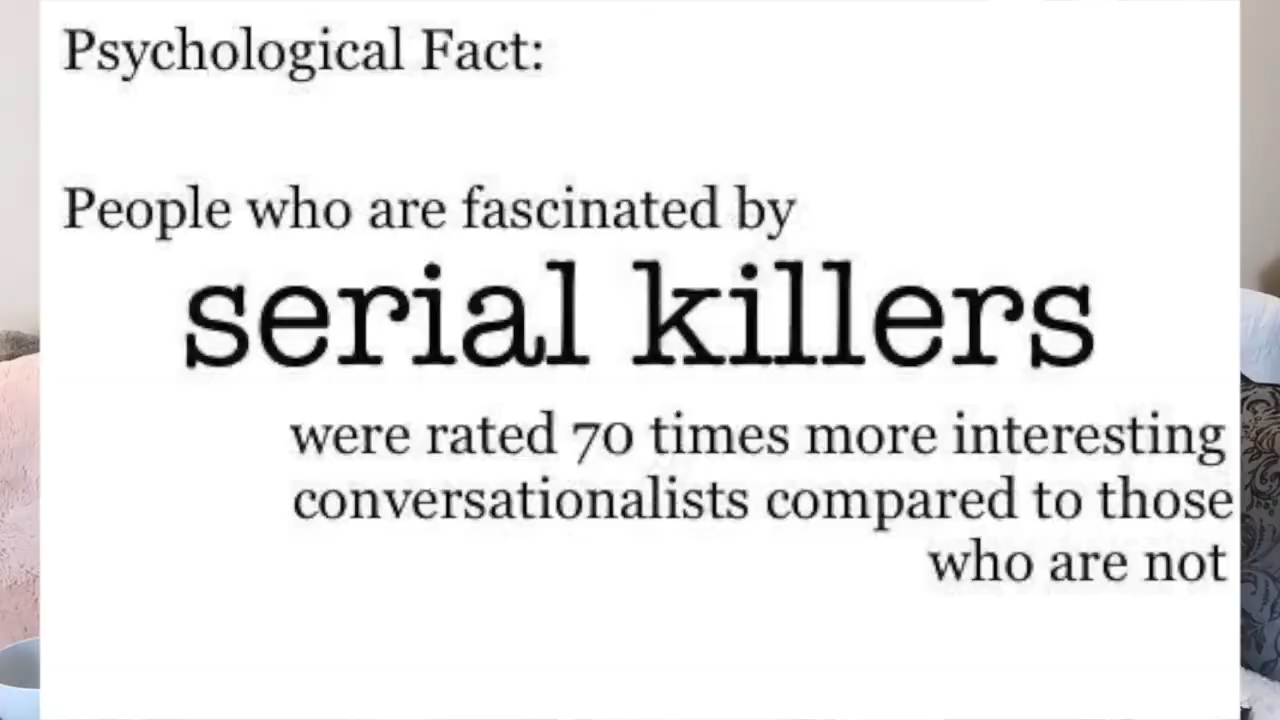 Psychological Fact:
People who are fascinated by
serial killers
were rated 70 times more interesting
conversationalists compared to those
who are not